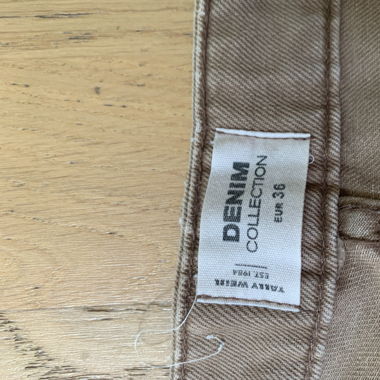 DENIM
COLLECTION
EUR 36
EST. 1984
TALLY WEiJL